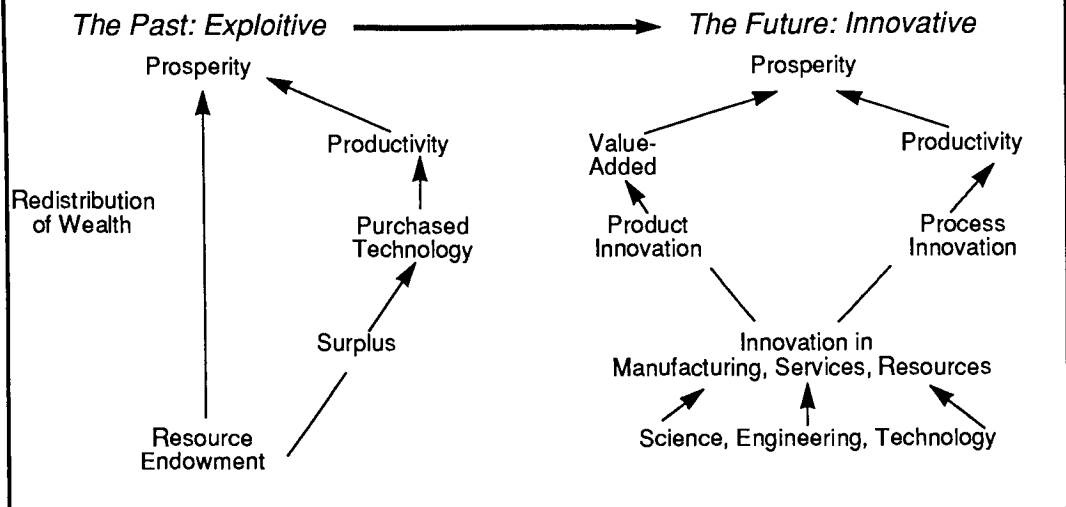 The Past: Exploitive
Prosperity
Productivity
Redistribution
of Wealth
Purchased
Technology
Surplus
Resource
Endowment
The Future: Innovative
Prosperity
Value-
Added
Productivity
Product
Innovation
Process
Innovation
Innovation in
Manufacturing, Services, Resources
Science, Engineering, Technology